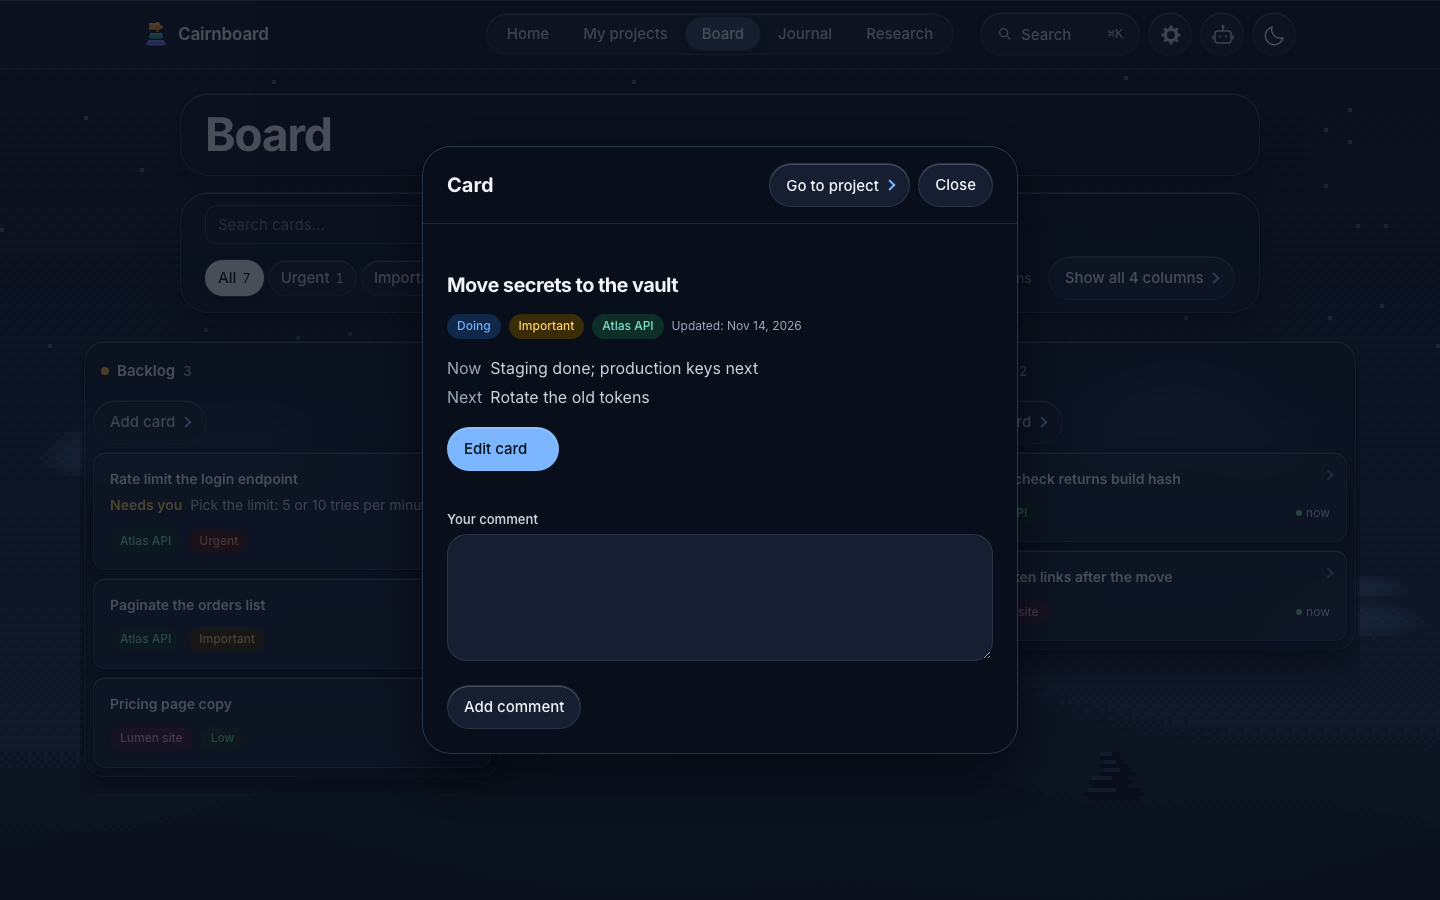 Cairnboard
Home My projects Board Journal Research
Search ⌘K
Board
Search cards...
All 7 Urgent 1
Show all 4 columns
Backlog 3
Add card
Rate limit the login endpoint
Needs you Pick the limit: 5 or 10 tries per
Atlas API Urgent
Paginate the orders list
Atlas API Important
Pricing page copy
Lumen site Low
Card
Go to project
Close
Move secrets to the vault
Doing Important Atlas API Updated: Nov 14, 2026
Now Staging done; production keys next
Next Rotate the old tokens
Edit card
Your comment
Add comment
2
returns build hash
now
links after the move
site
now